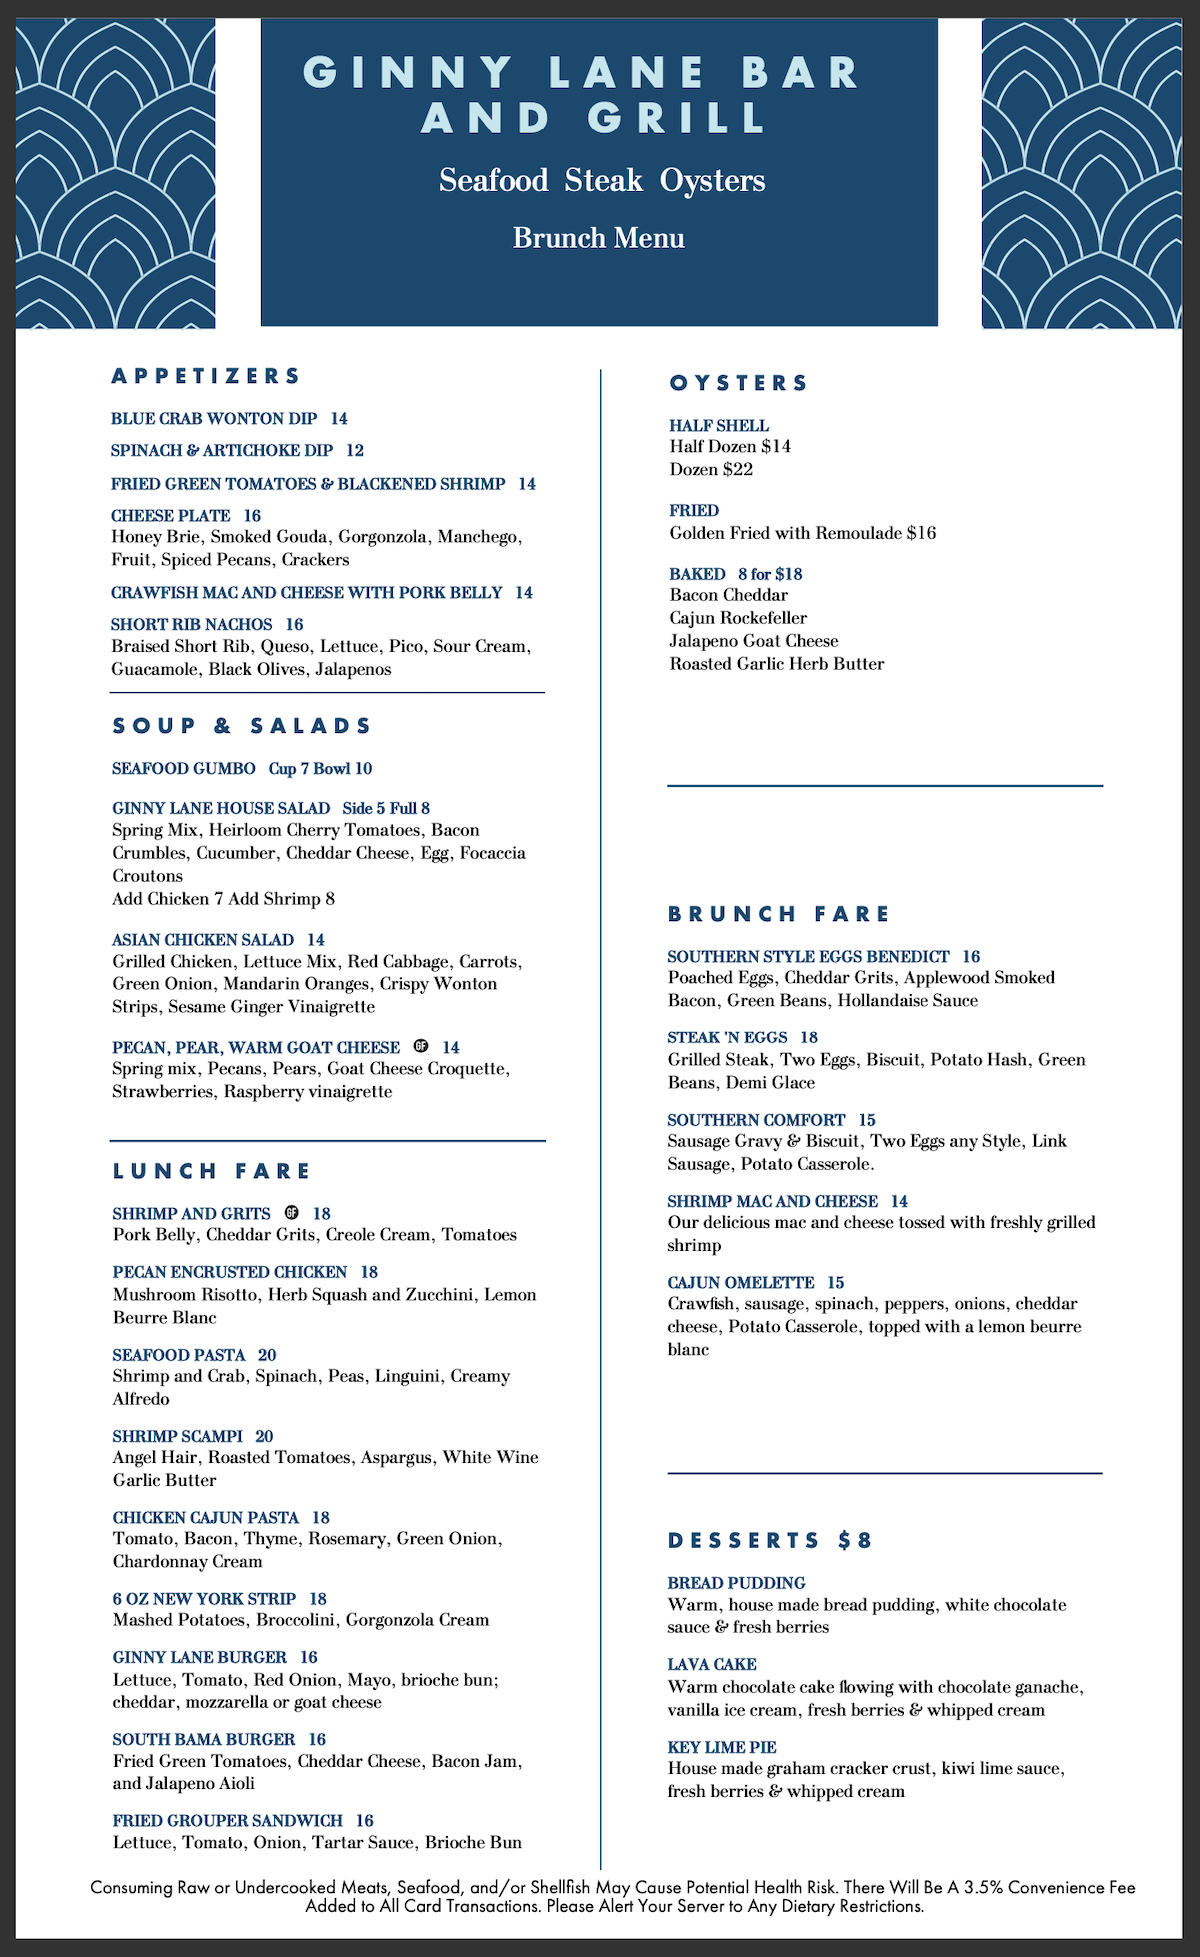 GINNY LANE BAR
AND GRILL
Seafood Steak Oysters
Brunch Menu
APPETIZERS
BLUE CRAB WONTON DIP 14
SPINACH & ARTICHOKE DIP 12
FRIED GREEN TOMATOES & BLACKENED SHRIMP 14
CHEESE PLATE 16
Honey Brie, Smoked Gouda, Gorgonzola, Manchego,
Fruit, Spiced Pecans, Crackers
CRAWFISH MAC AND CHEESE WITH PORK BELLY 14
SHORT RIB NACHOS 16
Braised Short Rib, Queso, Lettuce, Pico, Sour Cream,
Guacamole, Black Olives, Jalapenos
SOUP & SALADS
SEAFOOD GUMBO Cup 7 Bowl 10
GINNY LANE HOUSE SALAD Side 5 Full 8
Spring Mix, Heirloom Cherry Tomatoes, Bacon
Crumbles, Cucumber, Cheddar Cheese, Egg, Focaccia
Croutons
Add Chicken 7 Add Shrimp 8
ASIAN CHICKEN SALAD 14
Grilled Chicken, Lettuce Mix, Red Cabbage, Carrots,
Green Onion, Mandarin Oranges, Crispy Wonton
Strips, Sesame Ginger Vinaigrette
PECAN, PEAR, WARM GOAT CHEESE GF 14
Spring mix, Pecans, Pears, Goat Cheese Croquette,
Strawberries, Raspberry vinaigrette
LUNCH FARE
SHRIMP AND GRITS GF 18
Pork Belly, Cheddar Grits, Creole Cream, Tomatoes
PECAN ENCRUSTED CHICKEN 18
Mushroom Risotto, Herb Squash and Zucchini, Lemon
Beurre Blanc
SEAFOOD PASTA 20
Shrimp and Crab, Spinach, Peas, Linguini, Creamy
Alfredo
SHRIMP SCAMPI 20
Angel Hair, Roasted Tomatoes, Aspargus, White Wine
Garlic Butter
CHICKEN CAJUN PASTA 18
Tomato, Bacon, Thyme, Rosemary, Green Onion,
Chardonnay Cream
6 OZ NEW YORK STRIP 18
Mashed Potatoes, Broccolini, Gorgonzola Cream
GINNY LANE BURGER 16
Lettuce, Tomato, Red Onion, Mayo, brioche bun;
cheddar, mozzarella or goat cheese
SOUTH BAMA BURGER 16
Fried Green Tomatoes, Cheddar Cheese, Bacon Jam,
and Jalapeno Aioli
FRIED GROUPER SANDWICH 16
Lettuce, Tomato, Onion, Tartar Sauce, Brioche Bun
OYSTERS
HALF SHELL
Half Dozen $14
Dozen $22
FRIED
Golden Fried with Remoulade $16
BAKED 8 for $18
Bacon Cheddar
Cajun Rockefeller
Jalapeno Goat Cheese
Roasted Garlic Herb Butter
BRUNCH FARE
SOUTHERN STYLE EGGS BENEDICT 16
Poached Eggs, Cheddar Grits, Applewood Smoked
Bacon, Green Beans, Hollandaise Sauce
STEAK 'N EGGS 18
Grilled Steak, Two Eggs, Biscuit, Potato Hash, Green
Beans, Demi Glace
SOUTHERN COMFORT 15
Sausage Gravy & Biscuit, Two Eggs any Style, Link
Sausage, Potato Casserole.
SHRIMP MAC AND CHEESE 14
Our delicious mac and cheese tossed with freshly grilled
shrimp
CAJUN OMELETTE 15
Crawfish, sausage, spinach, peppers, onions, cheddar
cheese, Potato Casserole, topped with a lemon beurre
blanc
DESSERTS $8
BREAD PUDDING
Warm, house made bread pudding, white chocolate
sauce & fresh berries
LAVA CAKE
Warm chocolate cake flowing with chocolate ganache,
vanilla ice cream, fresh berries & whipped cream
KEY LIME PIE
House made graham cracker crust, kiwi lime sauce,
fresh berries & whipped cream
Consuming Raw or Undercooked Meats, Seafood, and/or Shellfish May Cause Potential Health Risk. There Will Be A 3.5% Convenience Fee
Added to All Card Transactions. Please Alert Your Server to Any Dietary Restrictions.